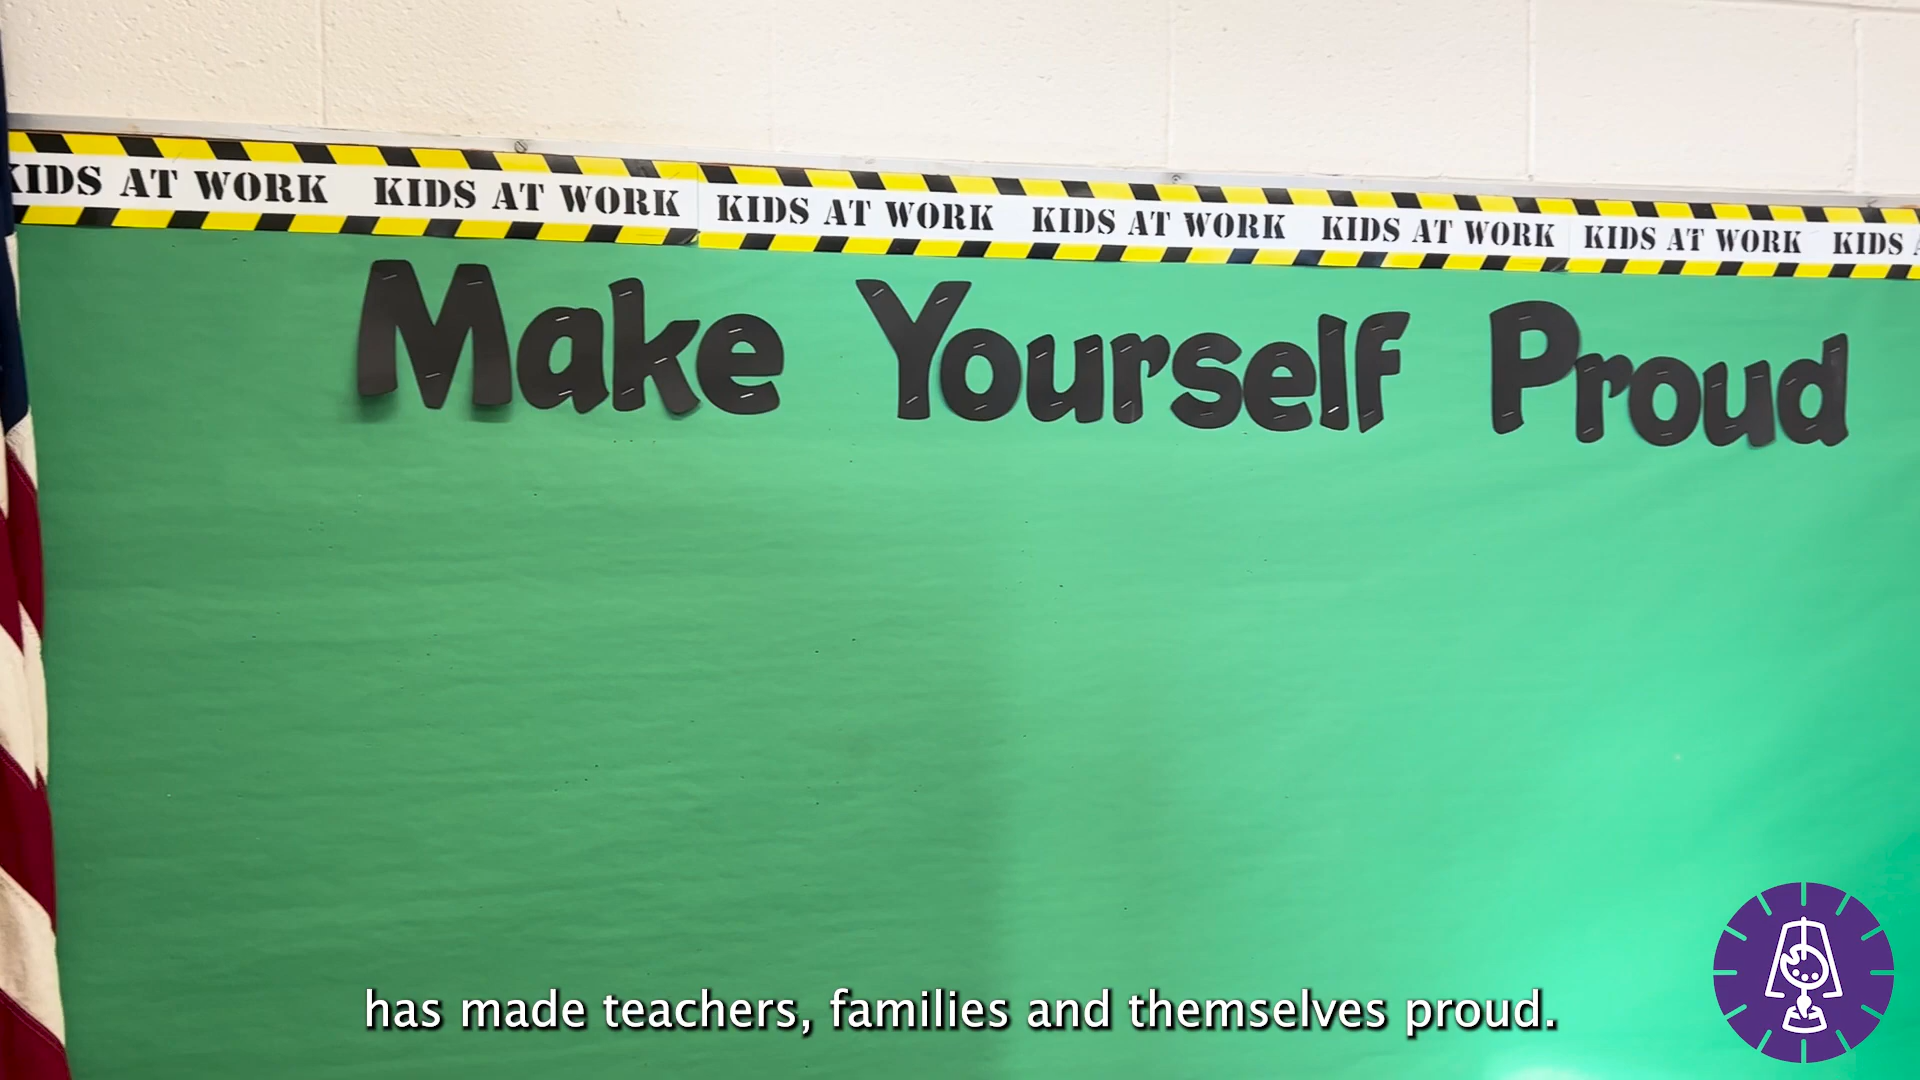 KIDS AT WORK KIDS AT WORK KIDS AT WORK KIDS AT WORK KIDS AT WORK KIDS AT WORK KIDS
Make Yourself Proud
has made teachers, families and themselves proud.